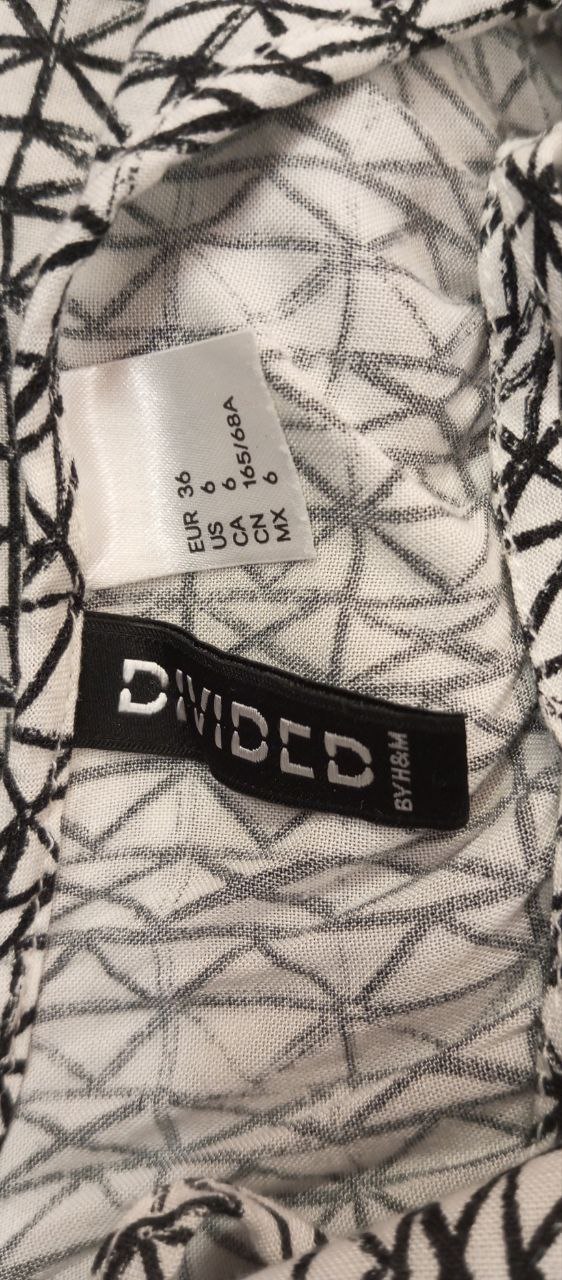 EUR 36
US 6
CA 6
CN 165/68A
MX 6
DIVIDED
BY H&M